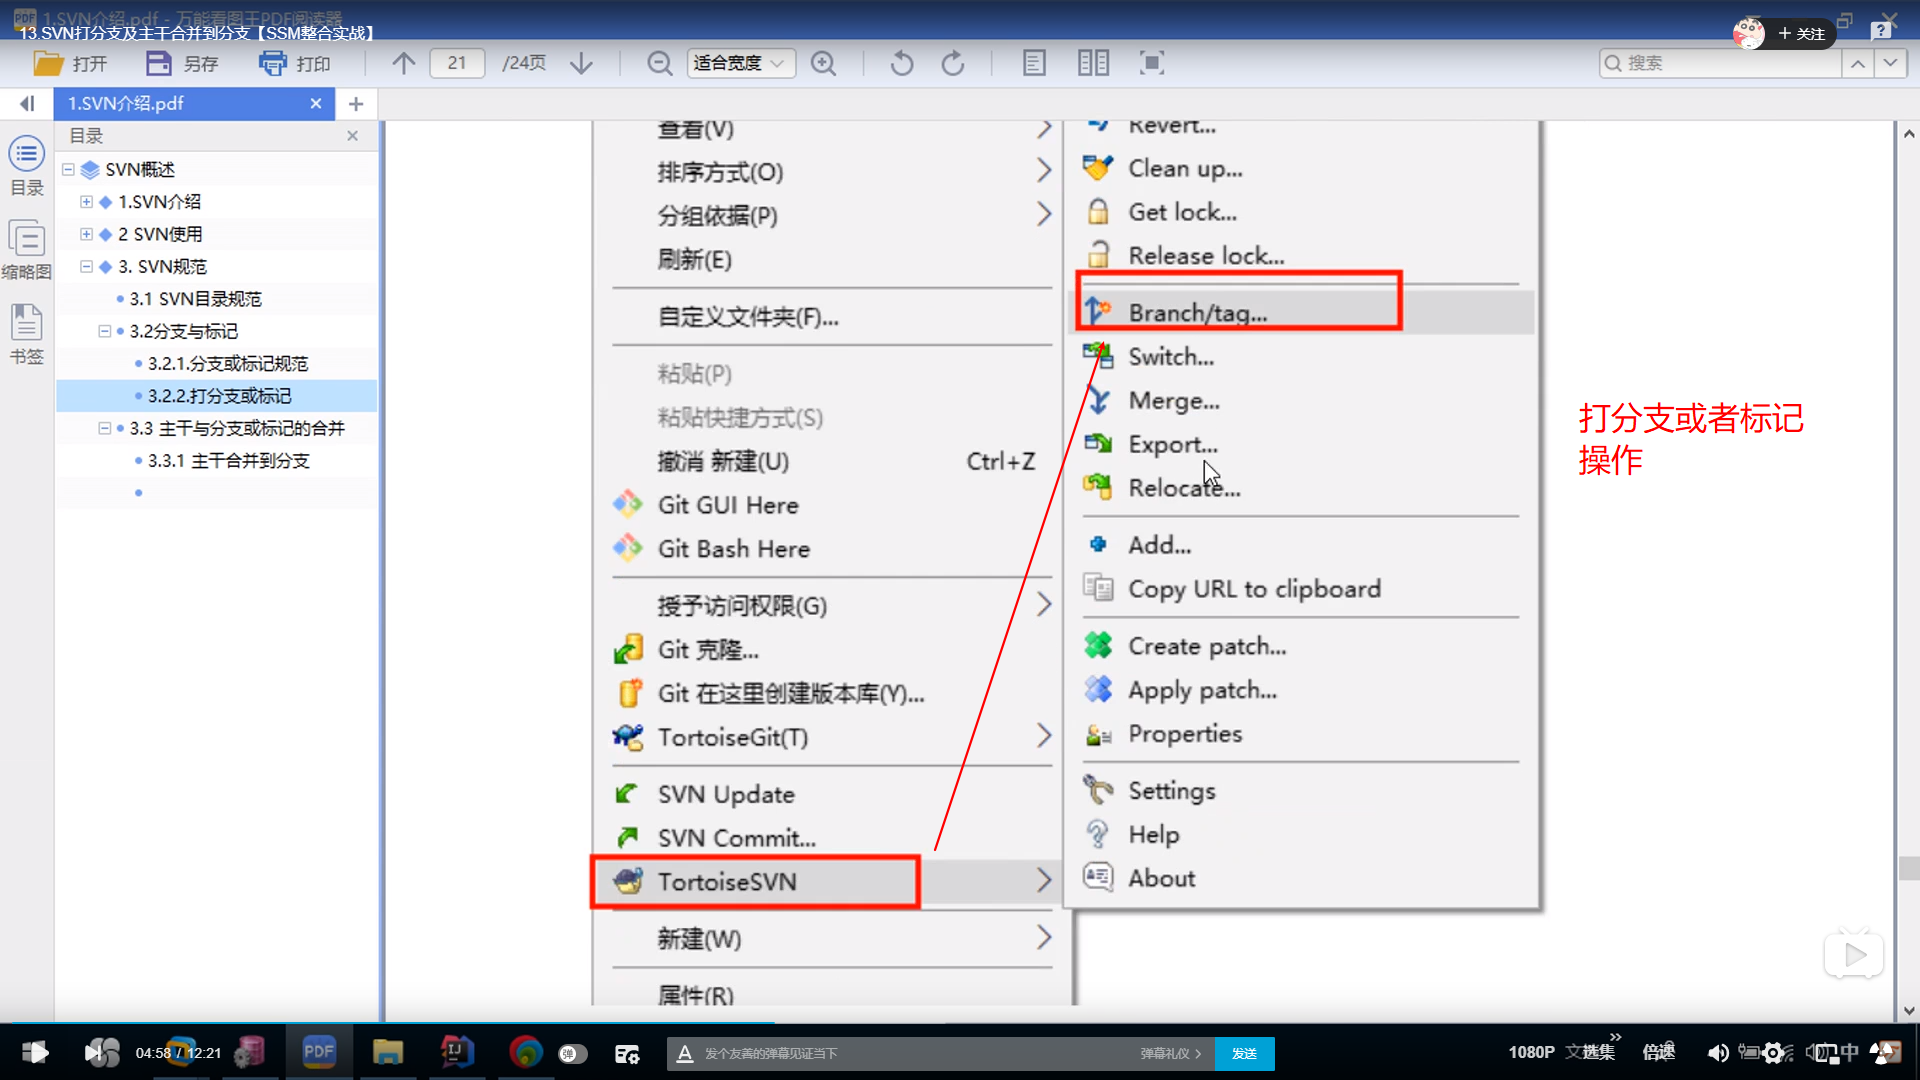 1.SVN介绍.pdf - 万能看图王PDF阅读器
13.SVN打分支及主干合并到分支【SSM整合实战】
+ 关注
打开
另存
打印
21
/24页
适合宽度
搜索
1.SVN介绍.pdf
目录
目录
缩略图
书签
SVN概述
1.SVN介绍
2 SVN使用
3. SVN规范
3.1 SVN目录规范
3.2分支与标记
3.2.1.分支或标记规范
3.2.2.打分支或标记
3.3 主干与分支或标记的合并
3.3.1 主干合并到分支
查看(V)
排序方式(O)
分组依据(P)
刷新(E)
自定义文件夹(F)...
粘贴(P)
粘贴快捷方式(S)
撤消 新建(U) Ctrl+Z
Git GUI Here
Git Bash Here
授予访问权限(G)
Git 克隆...
Git 在这里创建版本库(Y)...
TortoiseGit(T)
SVN Update
SVN Commit...
TortoiseSVN
新建(W)
属性(R)
Revert...
Clean up...
Get lock...
Release lock...
Branch/tag...
Switch...
Merge...
Export...
Relocate...
Add...
Copy URL to clipboard
Create patch...
Apply patch...
Properties
Settings
Help
About
打分支或者标记
操作
04:58 / 12:21
PDF
弹
发个友善的弹幕见证当下
弹幕礼仪 >
发送
1080P
选集
倍速
中